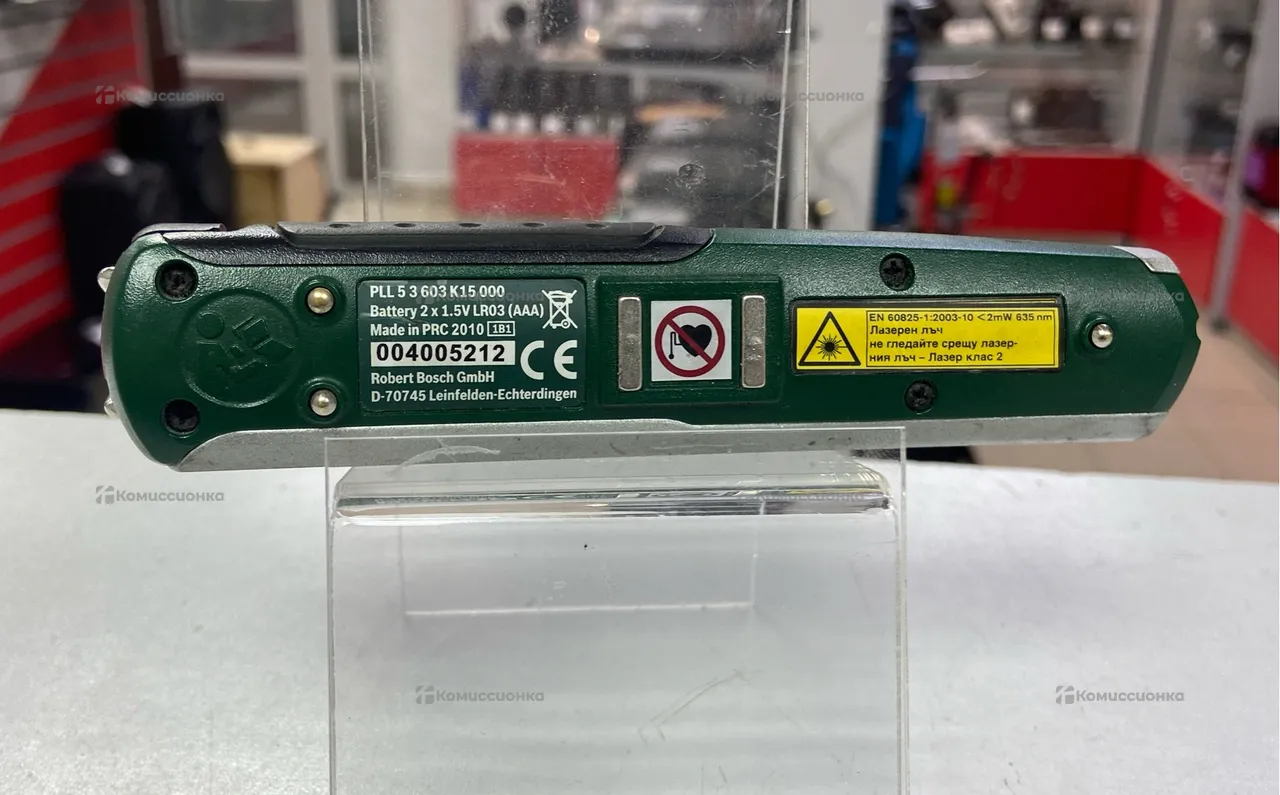 Комиссионка
Комиссионка
PLL 5 3 603 K15 000
Battery 2 x 1.5V LR03 (AAA)
Made in PRC 2010 1B1
004005212
CE
Robert Bosch GmbH
D-70745 Leinfelden-Echterdingen
EN 60825-1:2003-10 <2mW 635 nm
Лазерен лъч
не гледайте срещу лазер-
ния лъч – Лазер клас 2
Комиссионка
Комиссионка
Комиссионка